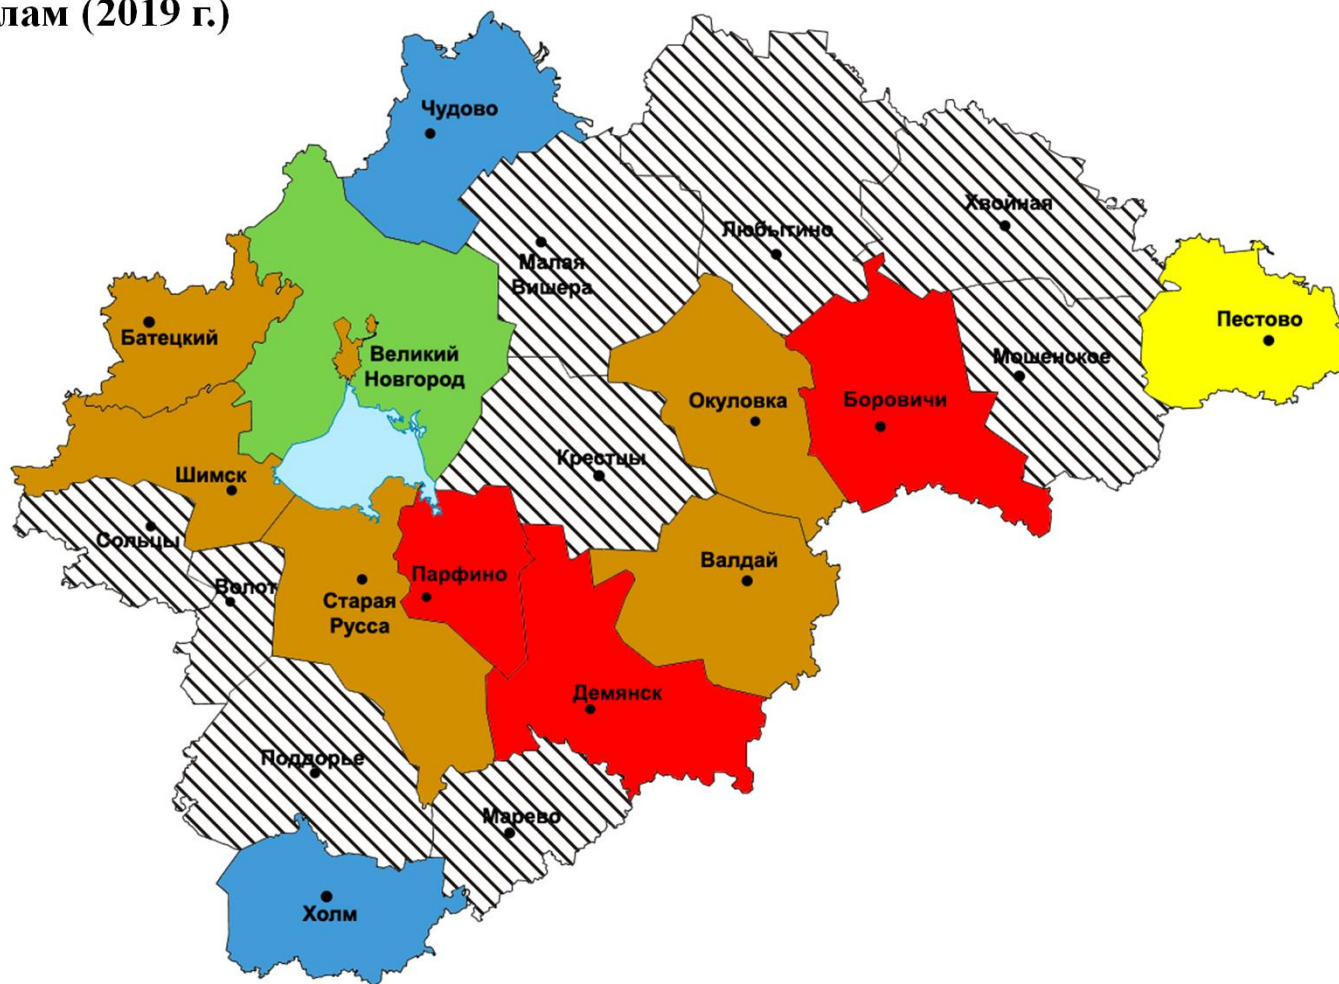 лам (2019 г.)
Чудово
Хвойная
Любытино
Малая
Вишера
Пестово
Батецкий
Великий
Новгород
Мошенское
Окуловка
Боровичи
Крестцы
Шимск
Сольцы
Валдай
Парфино
Волот
Старая
Русса
Демянск
Поддорье
Марево
Холм